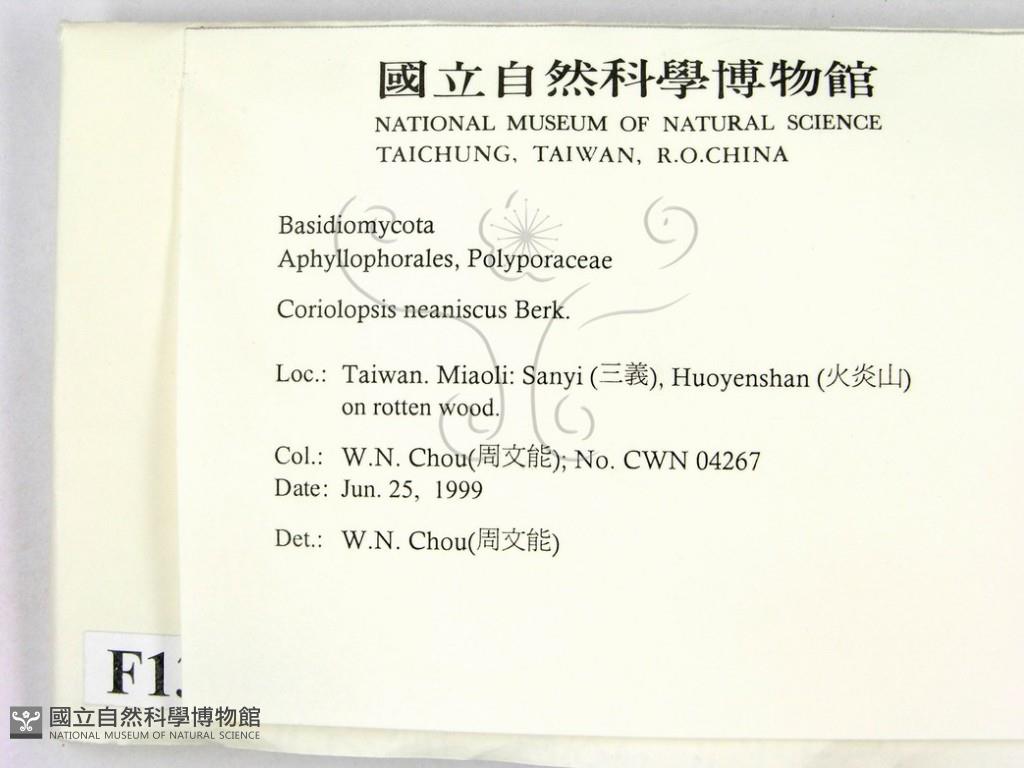 國立自然科學博物館
NATIONAL MUSEUM OF NATURAL SCIENCE
TAICHUNG, TAIWAN, R.O.CHINA
Basidiomycota
Aphyllophorales, Polyporaceae
Coriolopsis neaniscus Berk.
Loc.: Taiwan. Miaoli: Sanyi (三義), Huoyenshan (火炎山)
on rotten wood.
Col.: W.N. Chou(周文能); No. CWN 04267
Date: Jun. 25, 1999
Det.: W.N. Chou(周文能)
F1
國立自然科學博物館
NATIONAL MUSEUM OF NATURAL SCIENCE